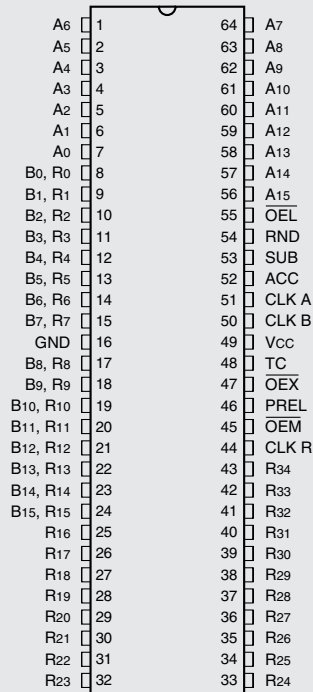 A6 1 64 A7
A5 2 63 A8
A4 3 62 A9
A3 4 61 A10
A2 5 60 A11
A1 6 59 A12
A0 7 58 A13
B0, R0 8 57 A14
B1, R1 9 56 A15
B2, R2 10 55 O̅E̅L̅
B3, R3 11 54 RND
B4, R4 12 53 SUB
B5, R5 13 52 ACC
B6, R6 14 51 CLK A
B7, R7 15 50 CLK B
GND 16 49 VCC
B8, R8 17 48 TC
B9, R9 18 47 O̅E̅X̅
B10, R10 19 46 PREL
B11, R11 20 45 O̅E̅M̅
B12, R12 21 44 CLK R
B13, R13 22 43 R34
B14, R14 23 42 R33
B15, R15 24 41 R32
R16 25 40 R31
R17 26 39 R30
R18 27 38 R29
R19 28 37 R28
R20 29 36 R27
R21 30 35 R26
R22 31 34 R25
R23 32 33 R24